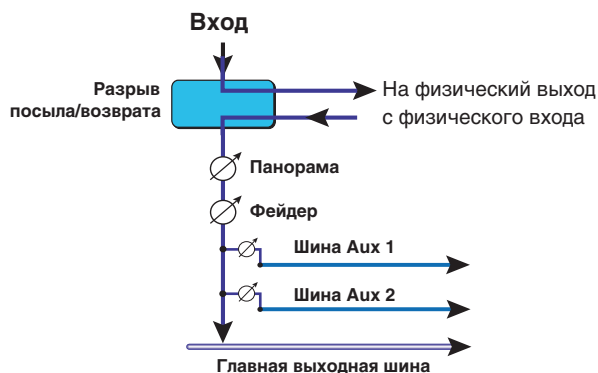 Вход
Разрыв
посыла/возврата
На физический выход
с физического входа
Панорама
Фейдер
Шина Aux 1
Шина Aux 2
Главная выходная шина